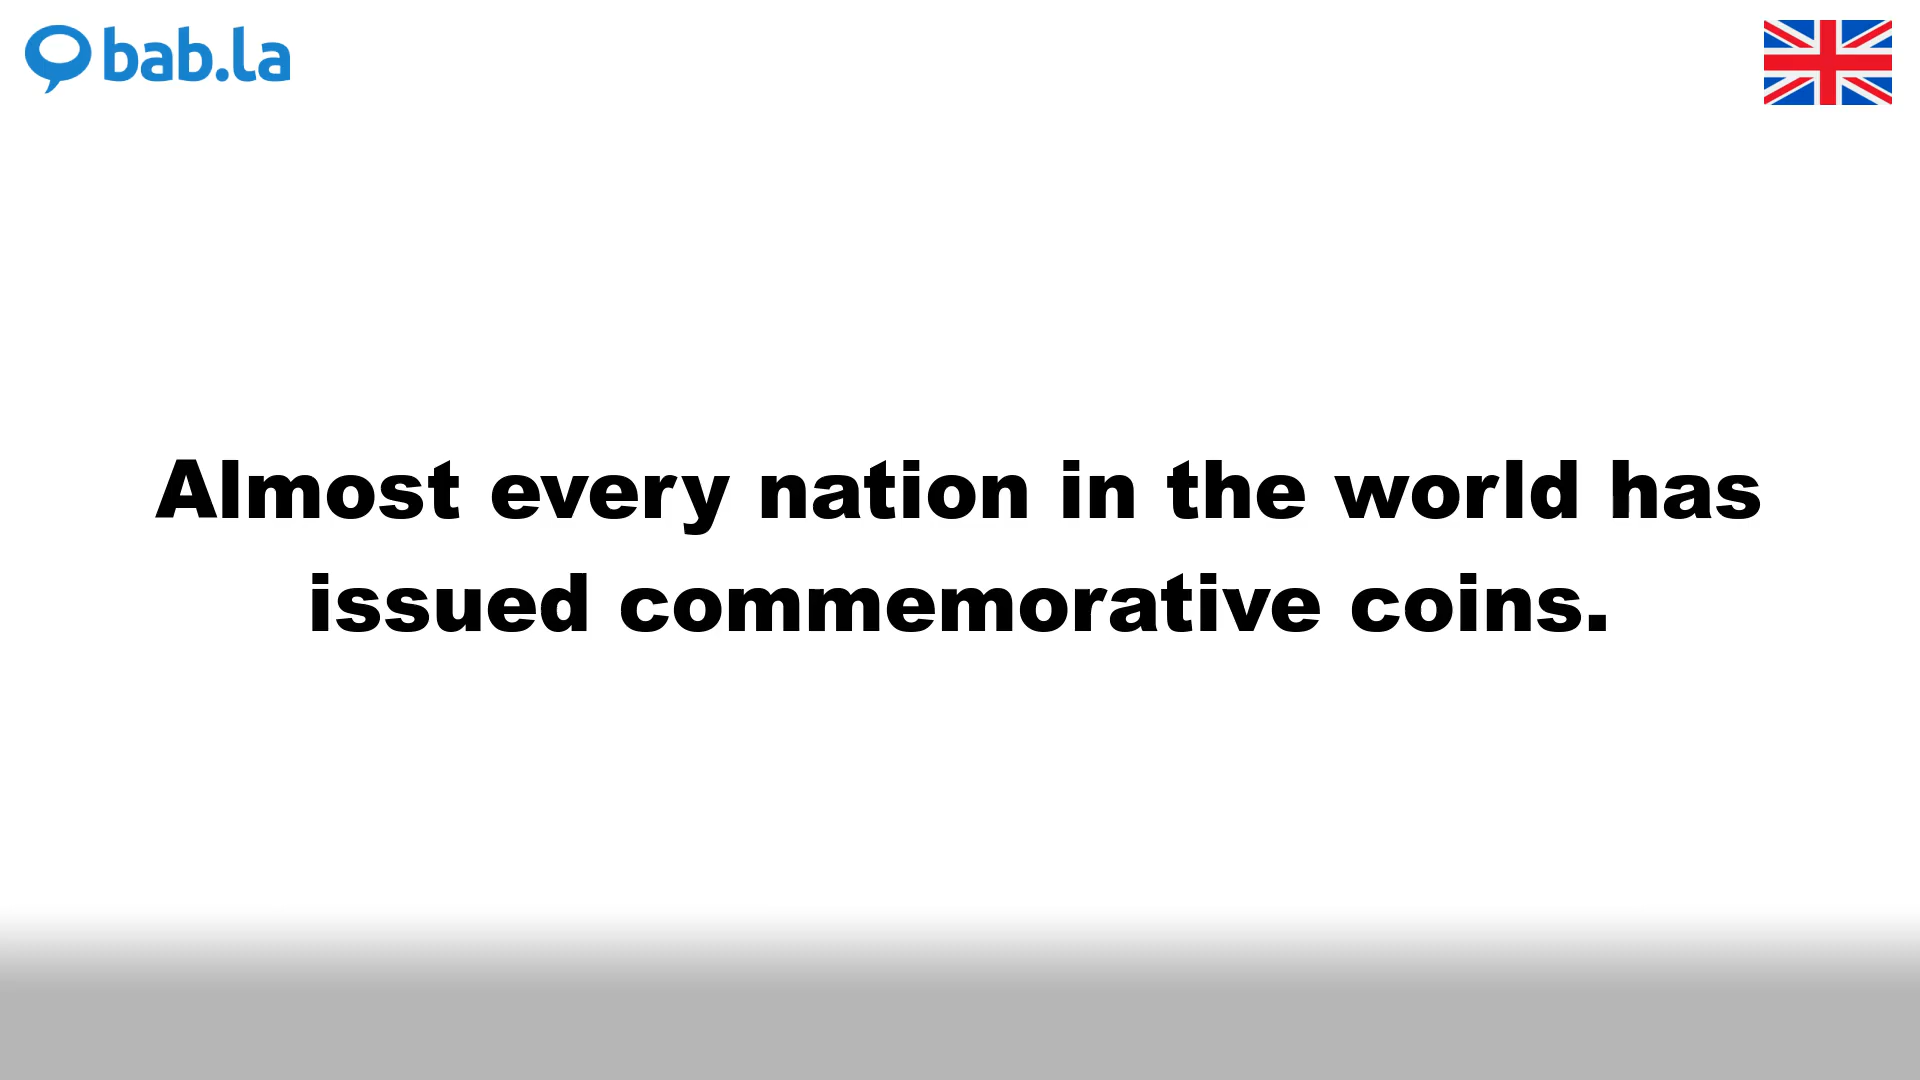 bab.la
Almost every nation in the world has
issued commemorative coins.